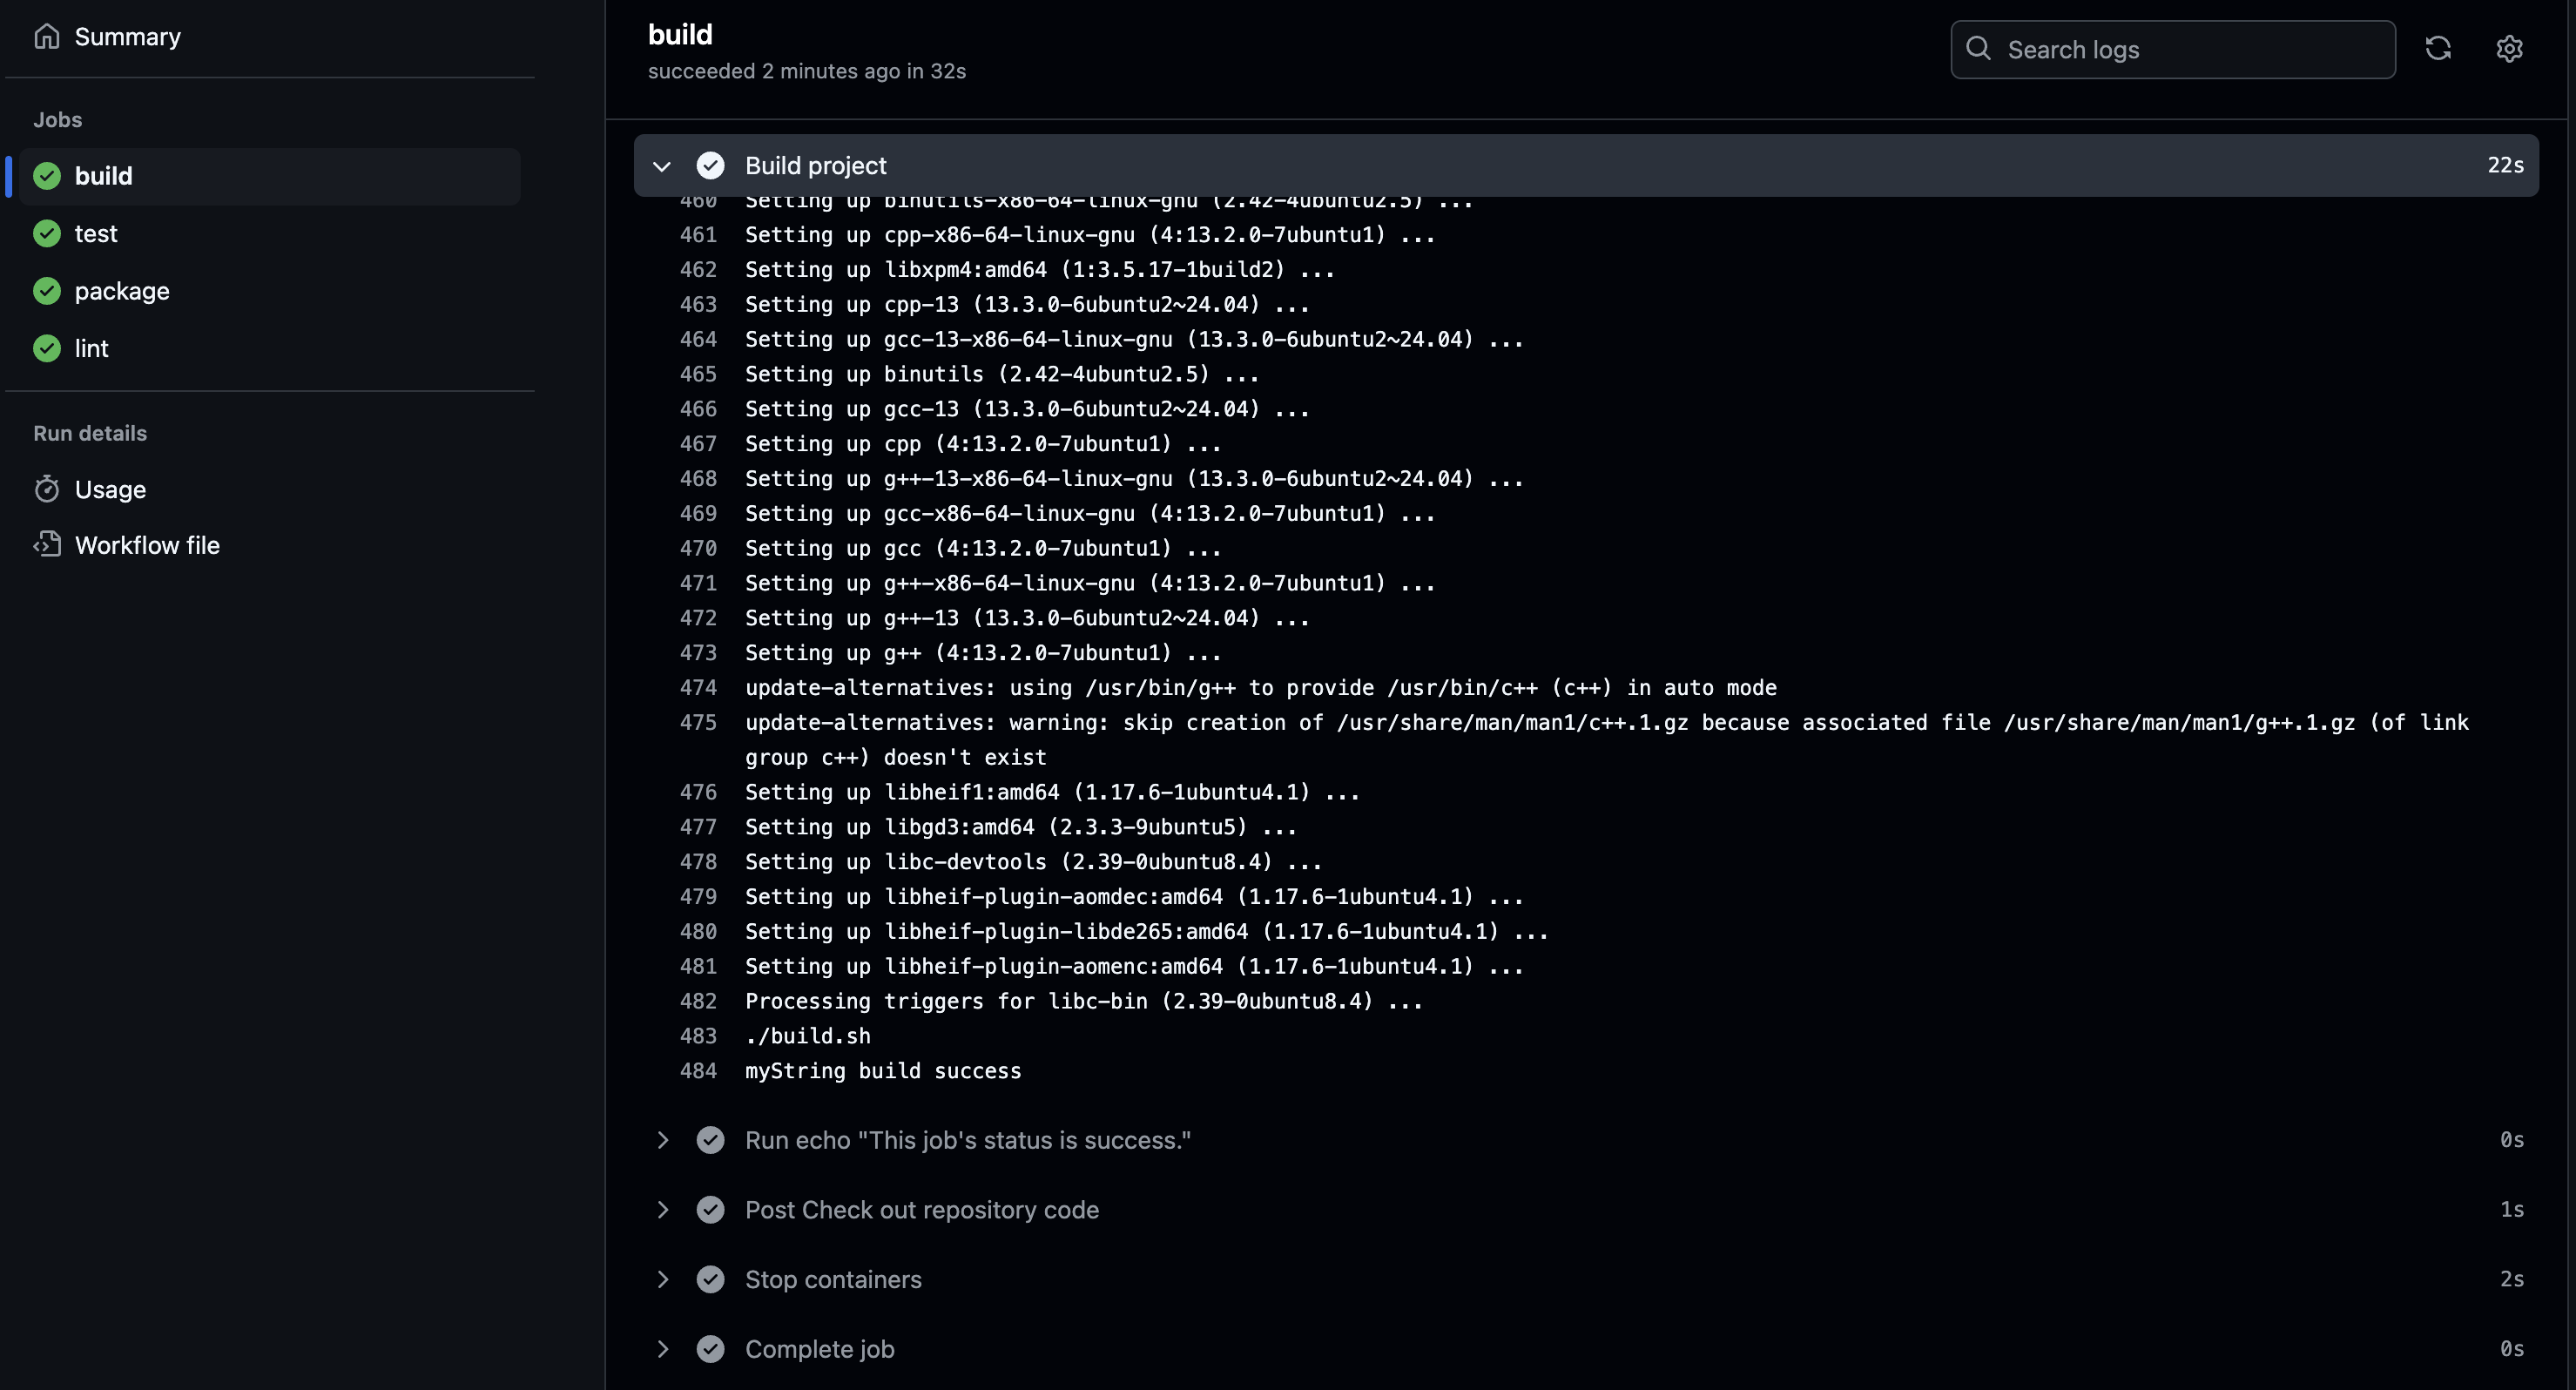 Summary
Jobs
build
test
package
lint
Run details
Usage
Workflow file
build
succeeded 2 minutes ago in 32s
Search logs
Build project 22s
460 Setting up binutils-x86-64-linux-gnu (2.42-4ubuntu2.5) ...
461 Setting up cpp-x86-64-linux-gnu (4:13.2.0-7ubuntu1) ...
462 Setting up libxpm4:amd64 (1:3.5.17-1build2) ...
463 Setting up cpp-13 (13.3.0-6ubuntu2~24.04) ...
464 Setting up gcc-13-x86-64-linux-gnu (13.3.0-6ubuntu2~24.04) ...
465 Setting up binutils (2.42-4ubuntu2.5) ...
466 Setting up gcc-13 (13.3.0-6ubuntu2~24.04) ...
467 Setting up cpp (4:13.2.0-7ubuntu1) ...
468 Setting up g++-13-x86-64-linux-gnu (13.3.0-6ubuntu2~24.04) ...
469 Setting up gcc-x86-64-linux-gnu (4:13.2.0-7ubuntu1) ...
470 Setting up gcc (4:13.2.0-7ubuntu1) ...
471 Setting up g++-x86-64-linux-gnu (4:13.2.0-7ubuntu1) ...
472 Setting up g++-13 (13.3.0-6ubuntu2~24.04) ...
473 Setting up g++ (4:13.2.0-7ubuntu1) ...
474 update-alternatives: using /usr/bin/g++ to provide /usr/bin/c++ (c++) in auto mode
475 update-alternatives: warning: skip creation of /usr/share/man/man1/c++.1.gz because associated file /usr/share/man/man1/g++.1.gz (of link
group c++) doesn't exist
476 Setting up libheif1:amd64 (1.17.6-1ubuntu4.1) ...
477 Setting up libgd3:amd64 (2.3.3-9ubuntu5) ...
478 Setting up libc-devtools (2.39-0ubuntu8.4) ...
479 Setting up libheif-plugin-aomdec:amd64 (1.17.6-1ubuntu4.1) ...
480 Setting up libheif-plugin-libde265:amd64 (1.17.6-1ubuntu4.1) ...
481 Setting up libheif-plugin-aomenc:amd64 (1.17.6-1ubuntu4.1) ...
482 Processing triggers for libc-bin (2.39-0ubuntu8.4) ...
483 ./build.sh
484 myString build success
Run echo "This job's status is success." 0s
Post Check out repository code 1s
Stop containers 2s
Complete job 0s